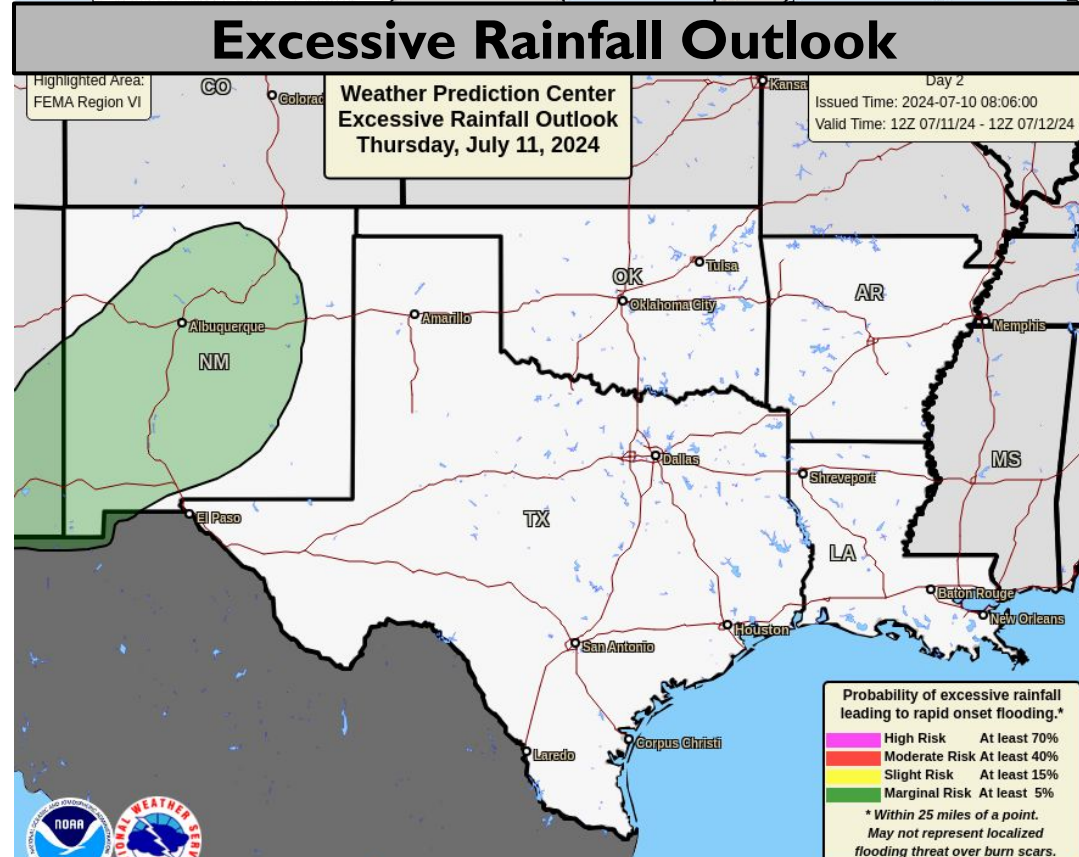 Excessive Rainfall Outlook
Highlighted Area:
FEMA Region VI
Weather Prediction Center
Excessive Rainfall Outlook
Thursday, July 11, 2024
Day 2
Issued Time: 2024-07-10 08:06:00
Valid Time: 12Z 07/11/24 - 12Z 07/12/24
CO
Colorad
Kansa
OK
Tulsa
Oklahoma City
AR
Amarillo
Albuquerque
Memphis
NM
Dallas
MS
Shreveport
El Paso
TX
LA
Baton Rouge
New Orleans
Houston
San Antonio
Corpus Christi
Laredo
Probability of excessive rainfall
leading to rapid onset flooding.*
High Risk At least 70%
Moderate Risk At least 40%
Slight Risk At least 15%
Marginal Risk At least 5%
* Within 25 miles of a point.
May not represent localized
flooding threat over burn scars.
NOAA
WEATHER